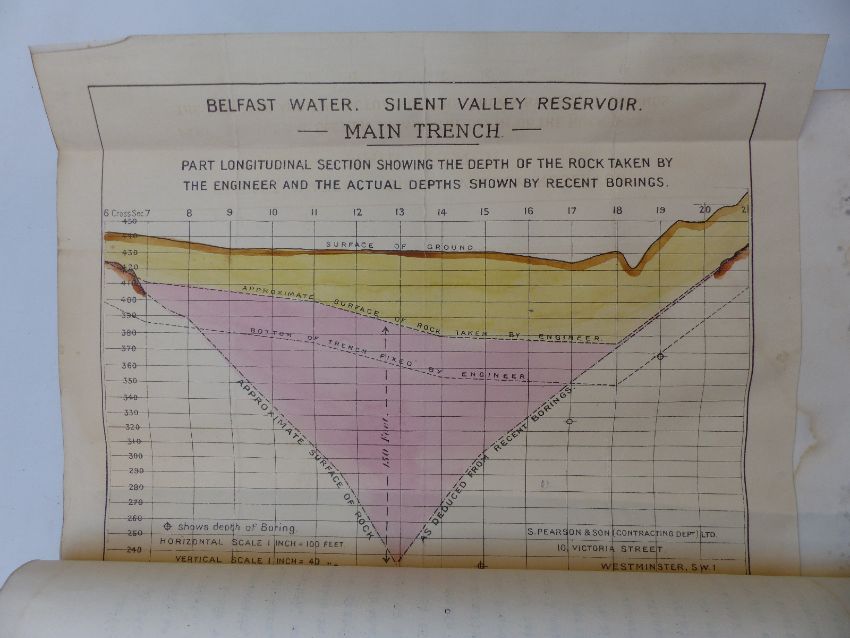 BELFAST WATER. SILENT VALLEY RESERVOIR.
MAIN TRENCH
PART LONGITUDINAL SECTION SHOWING THE DEPTH OF THE ROCK TAKEN BY
THE ENGINEER AND THE ACTUAL DEPTHS SHOWN BY RECENT BORINGS.
6 Cross Sec. 7 8 9 10 11 12 13 14 15 16 17 18 19 20 21
450
440
430
420
410
400
390
380
370
360
350
340
330
320
310
300
290
280
270
260
250
240
SURFACE OF GROUND
APPROXIMATE SURFACE OF ROCK TAKEN BY ENGINEER
BOTTOM OF TRENCH FIXED BY ENGINEER
APPROXIMATE SURFACE OF ROCK
AS DEDUCED FROM RECENT BORINGS.
150 Feet.
shows depth of Boring.
HORIZONTAL SCALE 1 INCH = 100 FEET
VERTICAL SCALE 1 INCH = 40 "
S. PEARSON & SON (CONTRACTING DEPT) LTD.
10, VICTORIA STREET
WESTMINSTER, S.W.1